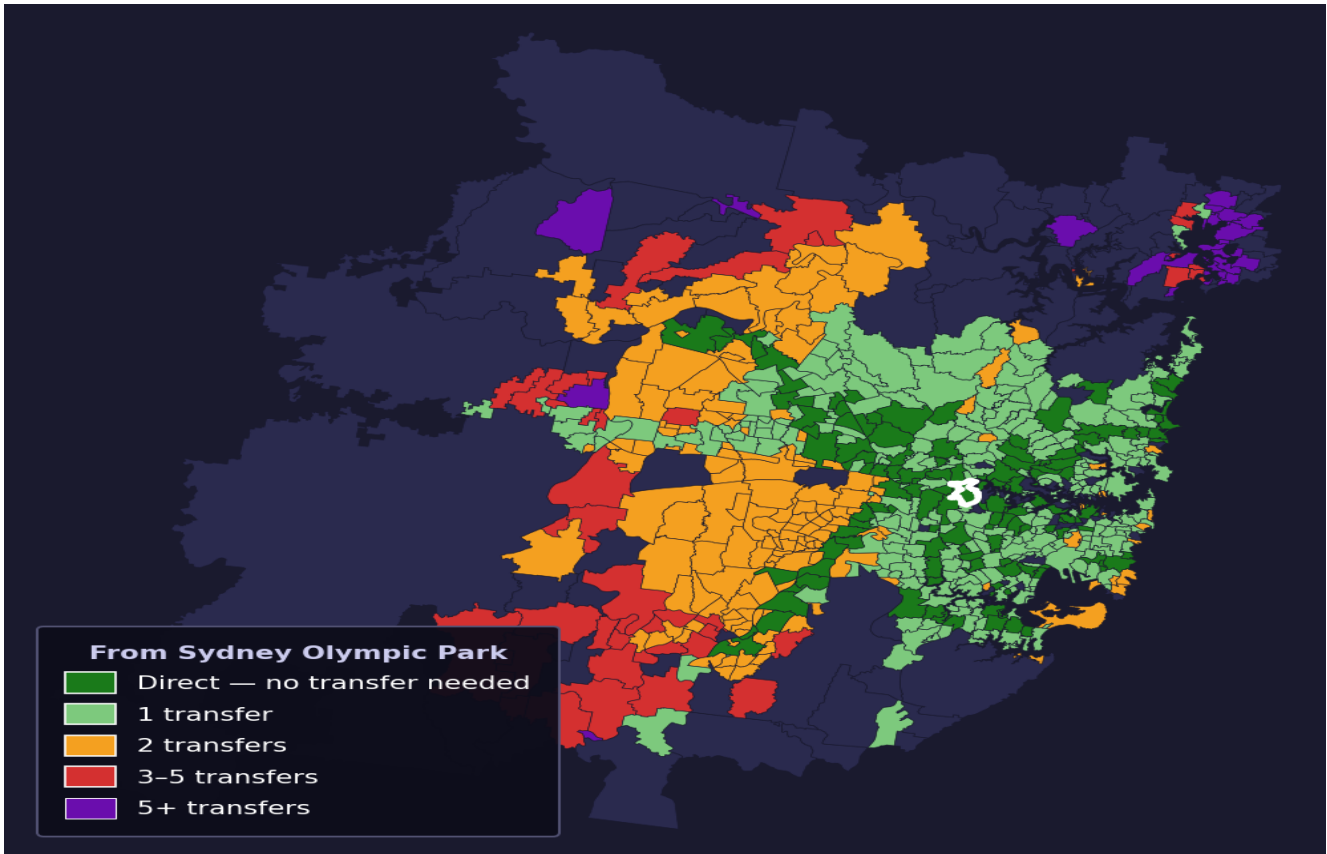 From Sydney Olympic Park
Direct — no transfer needed
1 transfer
2 transfers
3–5 transfers
5+ transfers